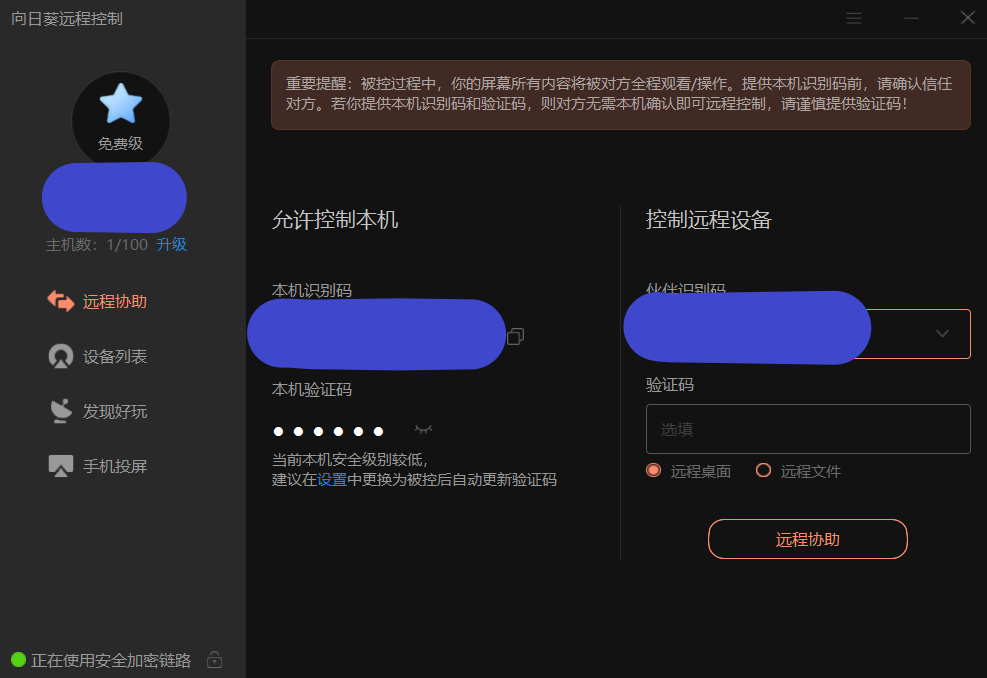 向日葵远程控制
免费级
主机数：1/100 升级
远程协助
设备列表
发现好玩
手机投屏
正在使用安全加密链路
重要提醒：被控过程中，你的屏幕所有内容将被对方全程观看/操作。提供本机识别码前，请确认信任
对方。若你提供本机识别码和验证码，则对方无需本机确认即可远程控制，请谨慎提供验证码！
允许控制本机
本机识别码
本机验证码
当前本机安全级别较低，
建议在设置中更换为被控后自动更新验证码
控制远程设备
伙伴识别码
验证码
选填
远程桌面 远程文件
远程协助